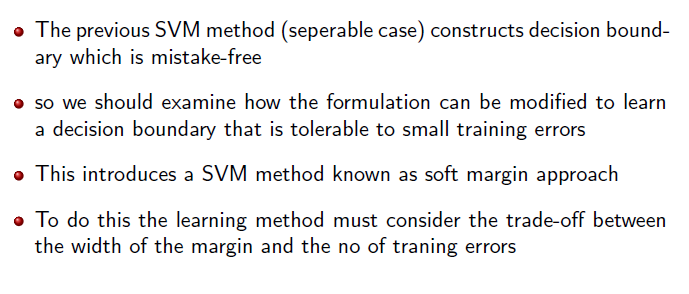 The previous SVM method (seperable case) constructs decision bound-
ary which is mistake-free
so we should examine how the formulation can be modified to learn
a decision boundary that is tolerable to small training errors
This introduces a SVM method known as soft margin approach
To do this the learning method must consider the trade-off between
the width of the margin and the no of traning errors